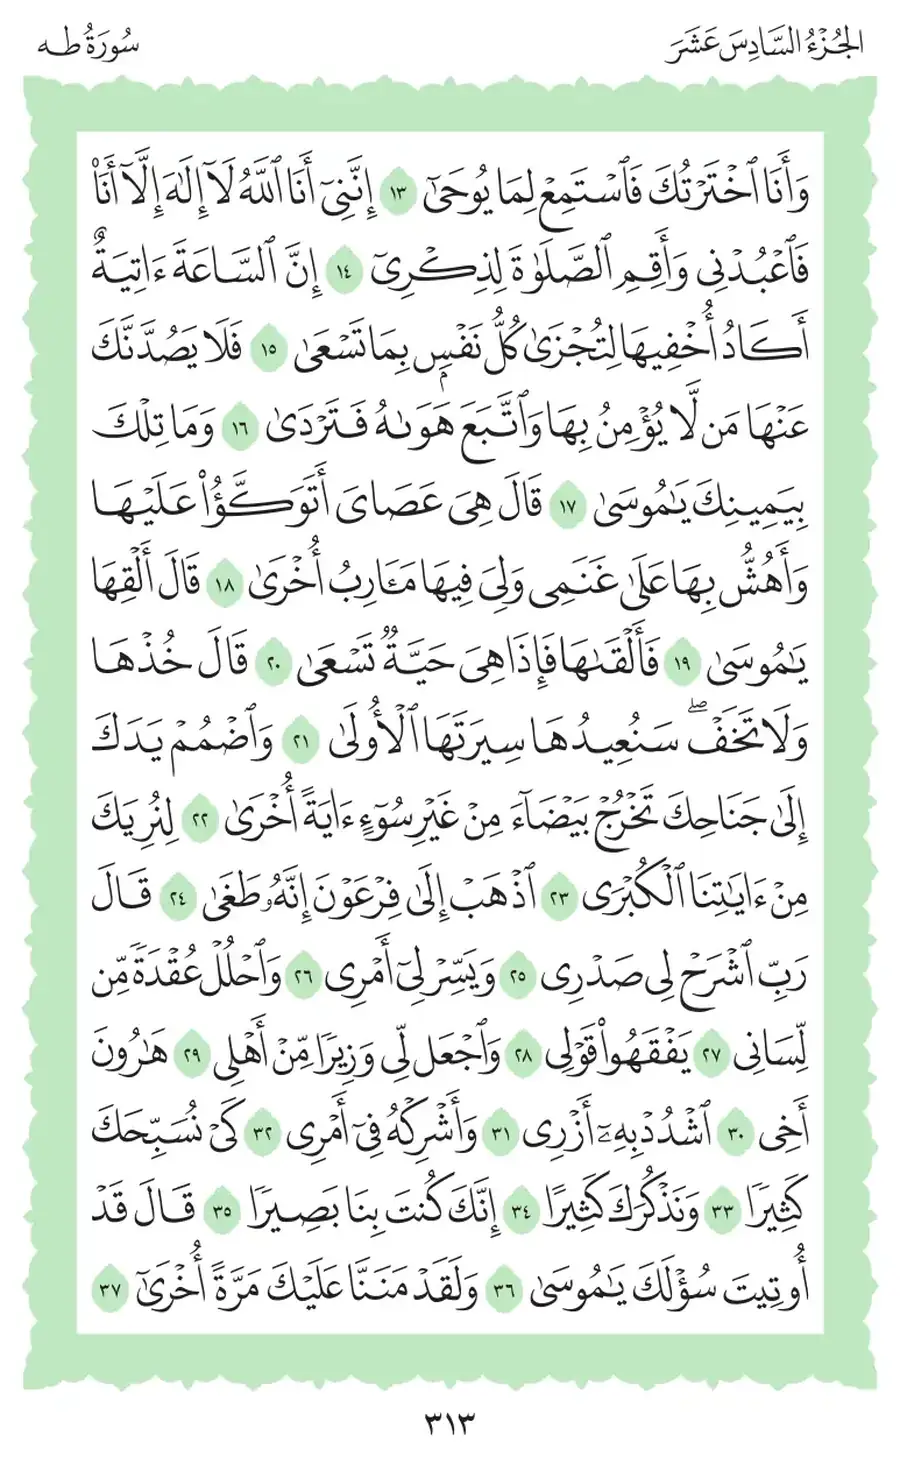 الجُزْءُ السَّادِسَ عَشَرَ
سُورَةُ طه
وَأَنَا ٱخْتَرْتُكَ فَٱسْتَمِعْ لِمَا يُوحَىٰٓ ١٣ إِنَّنِىٓ أَنَا ٱللَّهُ لَآ إِلَٰهَ إِلَّآ أَنَا۠
فَٱعْبُدْنِى وَأَقِمِ ٱلصَّلَوٰةَ لِذِكْرِىٓ ١٤ إِنَّ ٱلسَّاعَةَ ءَاتِيَةٌ
أَكَادُ أُخْفِيهَا لِتُجْزَىٰ كُلُّ نَفْسٍۭ بِمَا تَسْعَىٰ ١٥ فَلَا يَصُدَّنَّكَ
عَنْهَا مَن لَّا يُؤْمِنُ بِهَا وَٱتَّبَعَ هَوَىٰهُ فَتَرْدَىٰ ١٦ وَمَا تِلْكَ
بِيَمِينِكَ يَٰمُوسَىٰ ١٧ قَالَ هِىَ عَصَاىَ أَتَوَكَّؤُا۟ عَلَيْهَا
وَأَهُشُّ بِهَا عَلَىٰ غَنَمِى وَلِىَ فِيهَا مَـَٔارِبُ أُخْرَىٰ ١٨ قَالَ أَلْقِهَا
يَٰمُوسَىٰ ١٩ فَأَلْقَىٰهَا فَإِذَا هِىَ حَيَّةٌ تَسْعَىٰ ٢٠ قَالَ خُذْهَا
وَلَا تَخَفْ ۖ سَنُعِيدُهَا سِيرَتَهَا ٱلْأُولَىٰ ٢١ وَٱضْمُمْ يَدَكَ
إِلَىٰ جَنَاحِكَ تَخْرُجْ بَيْضَآءَ مِنْ غَيْرِ سُوٓءٍ ءَايَةً أُخْرَىٰ ٢٢ لِنُرِيَكَ
مِنْ ءَايَٰتِنَا ٱلْكُبْرَى ٢٣ ٱذْهَبْ إِلَىٰ فِرْعَوْنَ إِنَّهُۥ طَغَىٰ ٢٤ قَالَ
رَبِّ ٱشْرَحْ لِى صَدْرِى ٢٥ وَيَسِّرْ لِىٓ أَمْرِى ٢٦ وَٱحْلُلْ عُقْدَةً مِّن
لِّسَانِى ٢٧ يَفْقَهُوا۟ قَوْلِى ٢٨ وَٱجْعَل لِّى وَزِيرًا مِّنْ أَهْلِى ٢٩ هَٰرُونَ
أَخِى ٣٠ ٱشْدُدْ بِهِۦٓ أَزْرِى ٣١ وَأَشْرِكْهُ فِىٓ أَمْرِى ٣٢ كَىْ نُسَبِّحَكَ
كَثِيرًا ٣٣ وَنَذْكُرَكَ كَثِيرًا ٣٤ إِنَّكَ كُنتَ بِنَا بَصِيرًا ٣٥ قَالَ قَدْ
أُوتِيتَ سُؤْلَكَ يَٰمُوسَىٰ ٣٦ وَلَقَدْ مَنَنَّا عَلَيْكَ مَرَّةً أُخْرَىٰٓ ٣٧
٣١٣